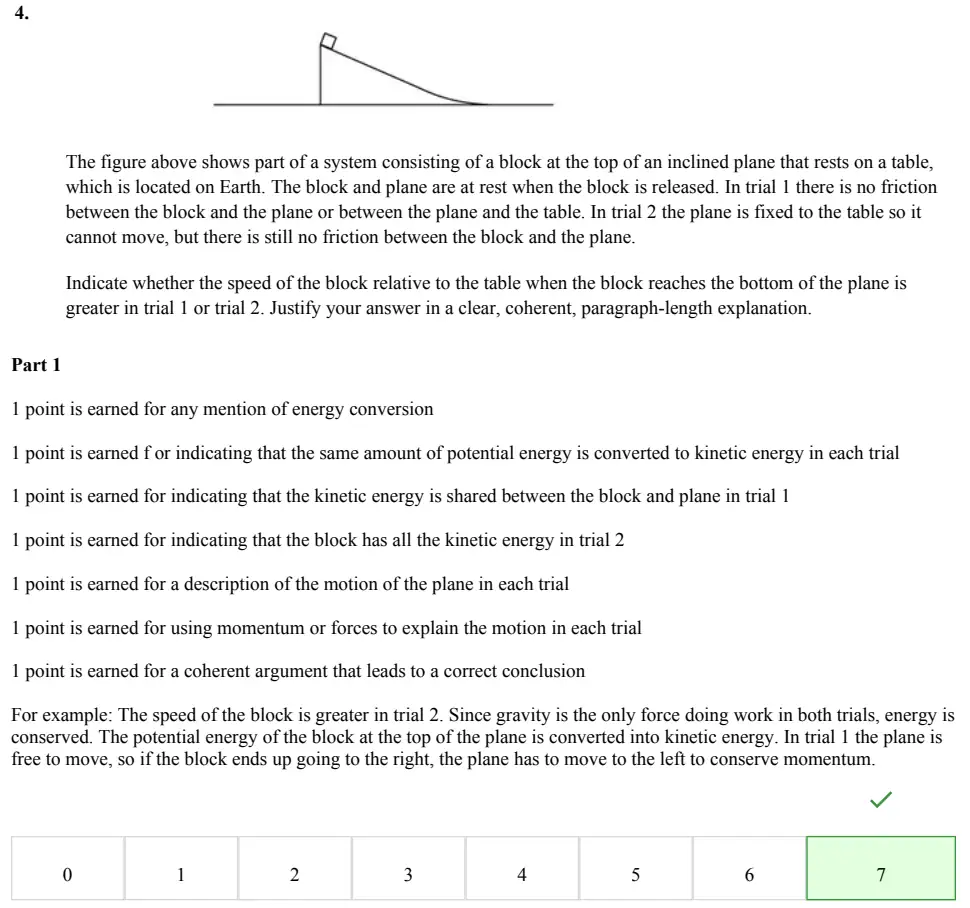 4.
The figure above shows part of a system consisting of a block at the top of an inclined plane that rests on a table,
which is located on Earth. The block and plane are at rest when the block is released. In trial 1 there is no friction
between the block and the plane or between the plane and the table. In trial 2 the plane is fixed to the table so it
cannot move, but there is still no friction between the block and the plane.
Indicate whether the speed of the block relative to the table when the block reaches the bottom of the plane is
greater in trial 1 or trial 2. Justify your answer in a clear, coherent, paragraph-length explanation.
Part 1
1 point is earned for any mention of energy conversion
1 point is earned f or indicating that the same amount of potential energy is converted to kinetic energy in each trial
1 point is earned for indicating that the kinetic energy is shared between the block and plane in trial 1
1 point is earned for indicating that the block has all the kinetic energy in trial 2
1 point is earned for a description of the motion of the plane in each trial
1 point is earned for using momentum or forces to explain the motion in each trial
1 point is earned for a coherent argument that leads to a correct conclusion
For example: The speed of the block is greater in trial 2. Since gravity is the only force doing work in both trials, energy is
conserved. The potential energy of the block at the top of the plane is converted into kinetic energy. In trial 1 the plane is
free to move, so if the block ends up going to the right, the plane has to move to the left to conserve momentum.
0 1 2 3 4 5 6 7